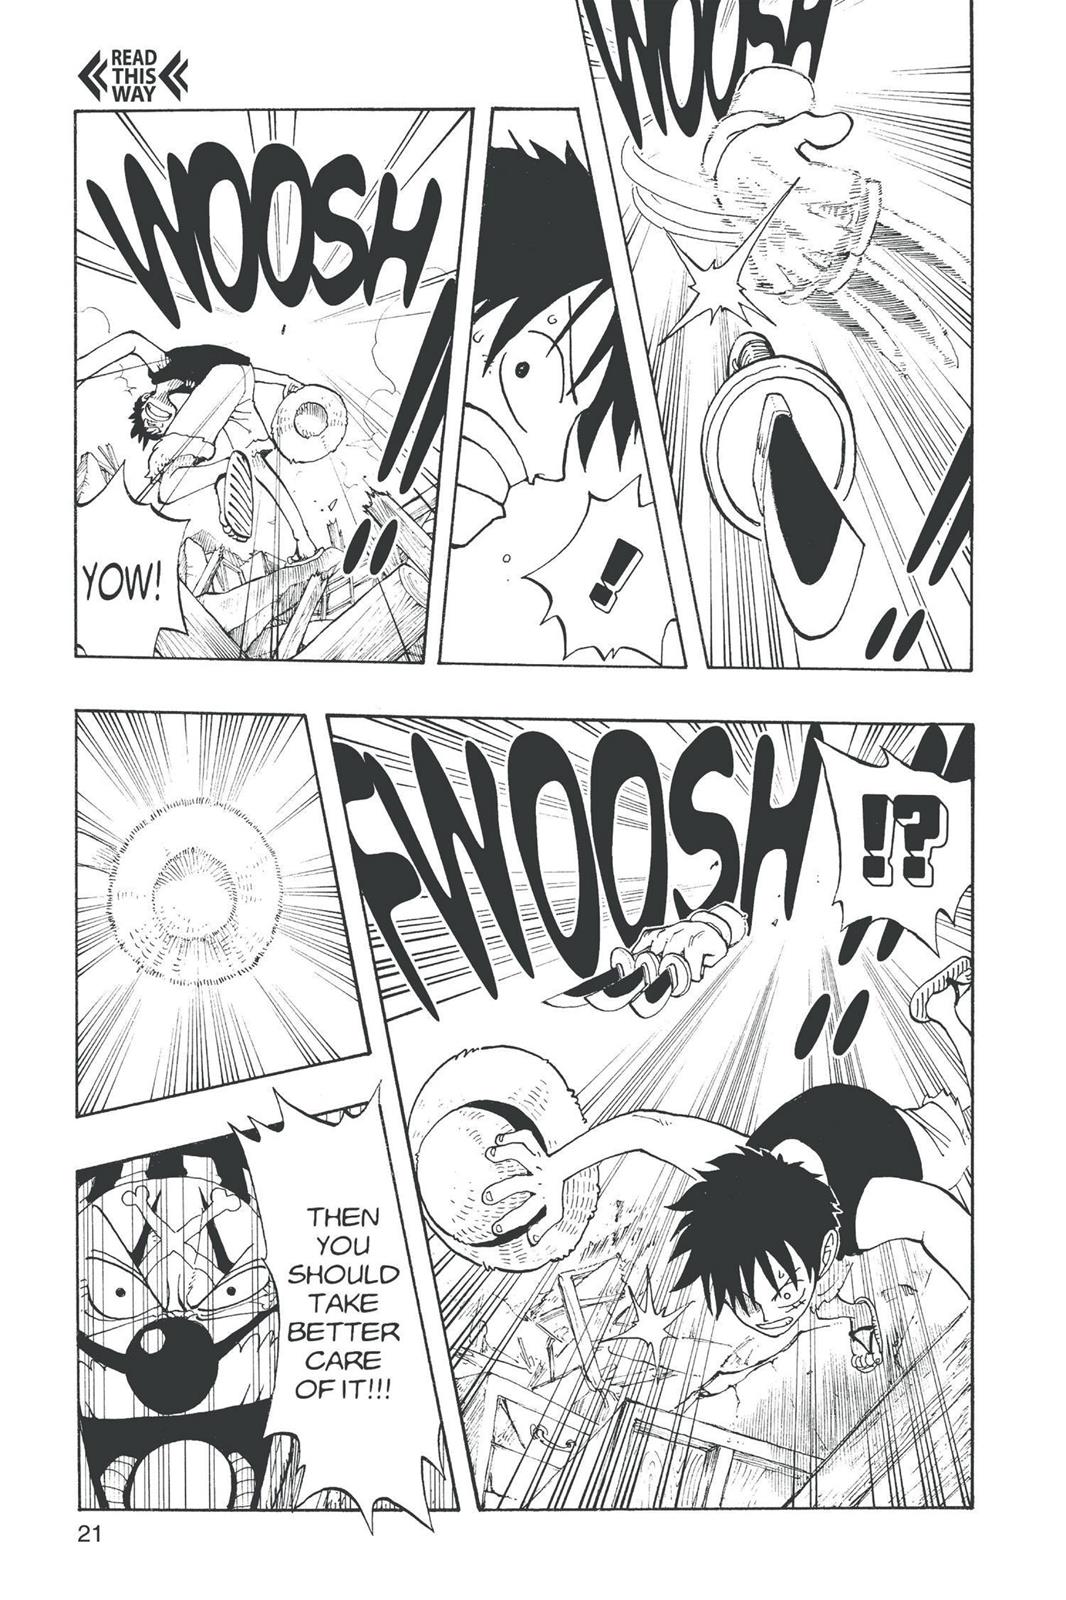 READ
THIS
WAY
WOOSH
!
WOOSH
YOW!
!?
FWOOSH
THEN
YOU
SHOULD
TAKE
BETTER
CARE
OF IT!!!
21